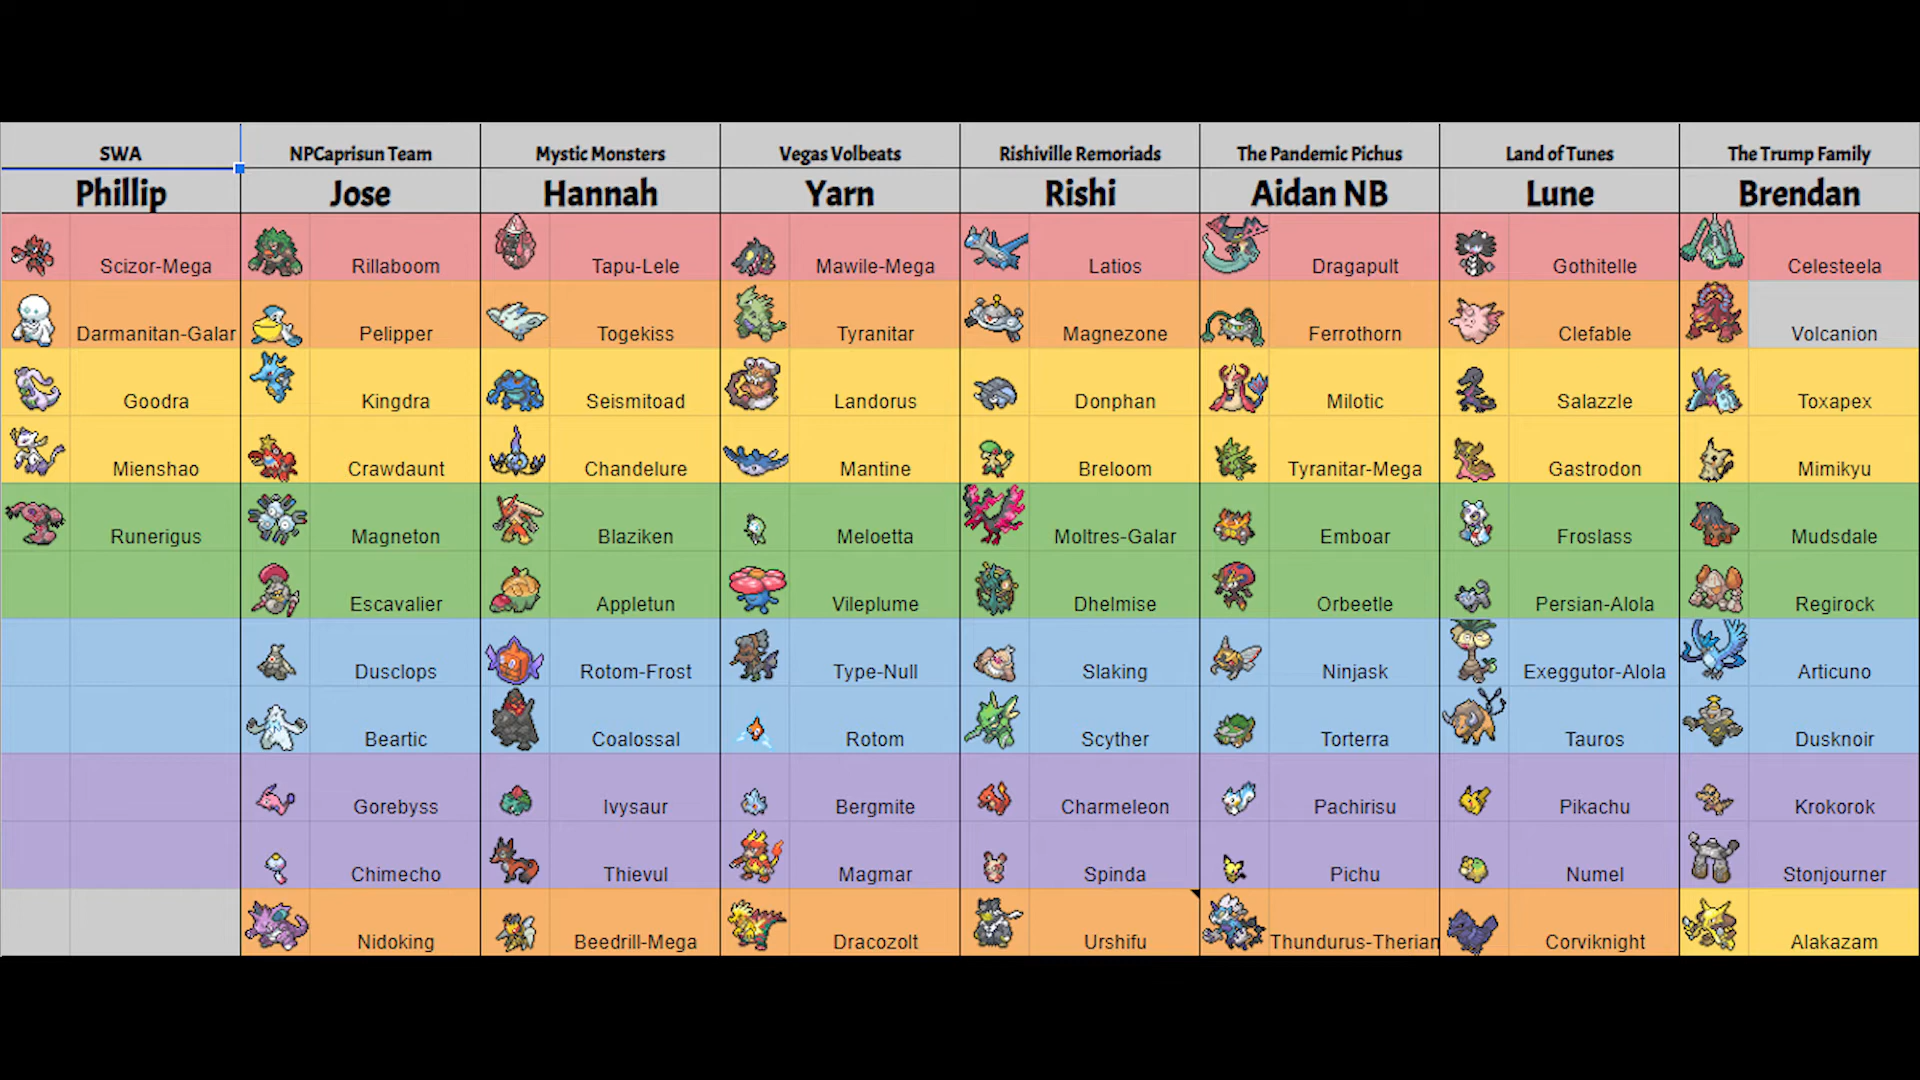 SWA NPCaprisun Team Mystic Monsters Vegas Volbeats Rishiville Remoriads The Pandemic Pichus Land of Tunes The Trump Family
Phillip Jose Hannah Yarn Rishi Aidan NB Lune Brendan
Scizor-Mega Rillaboom Tapu-Lele Mawile-Mega Latios Dragapult Gothitelle Celesteela
Darmanitan-Galar Pelipper Togekiss Tyranitar Magnezone Ferrothorn Clefable Volcanion
Goodra Kingdra Seismitoad Landorus Donphan Milotic Salazzle Toxapex
Mienshao Crawdaunt Chandelure Mantine Breloom Tyranitar-Mega Gastrodon Mimikyu
Runerigus Magneton Blaziken Meloetta Moltres-Galar Emboar Froslass Mudsdale
Escavalier Appletun Vileplume Dhelmise Orbeetle Persian-Alola Regirock
Dusclops Rotom-Frost Type-Null Slaking Ninjask Exeggutor-Alola Articuno
Beartic Coalossal Rotom Scyther Torterra Tauros Dusknoir
Gorebyss Ivysaur Bergmite Charmeleon Pachirisu Pikachu Krokorok
Chimecho Thievul Magmar Spinda Pichu Numel Stonjourner
Nidoking Beedrill-Mega Dracozolt Urshifu Thundurus-Therian Corviknight Alakazam